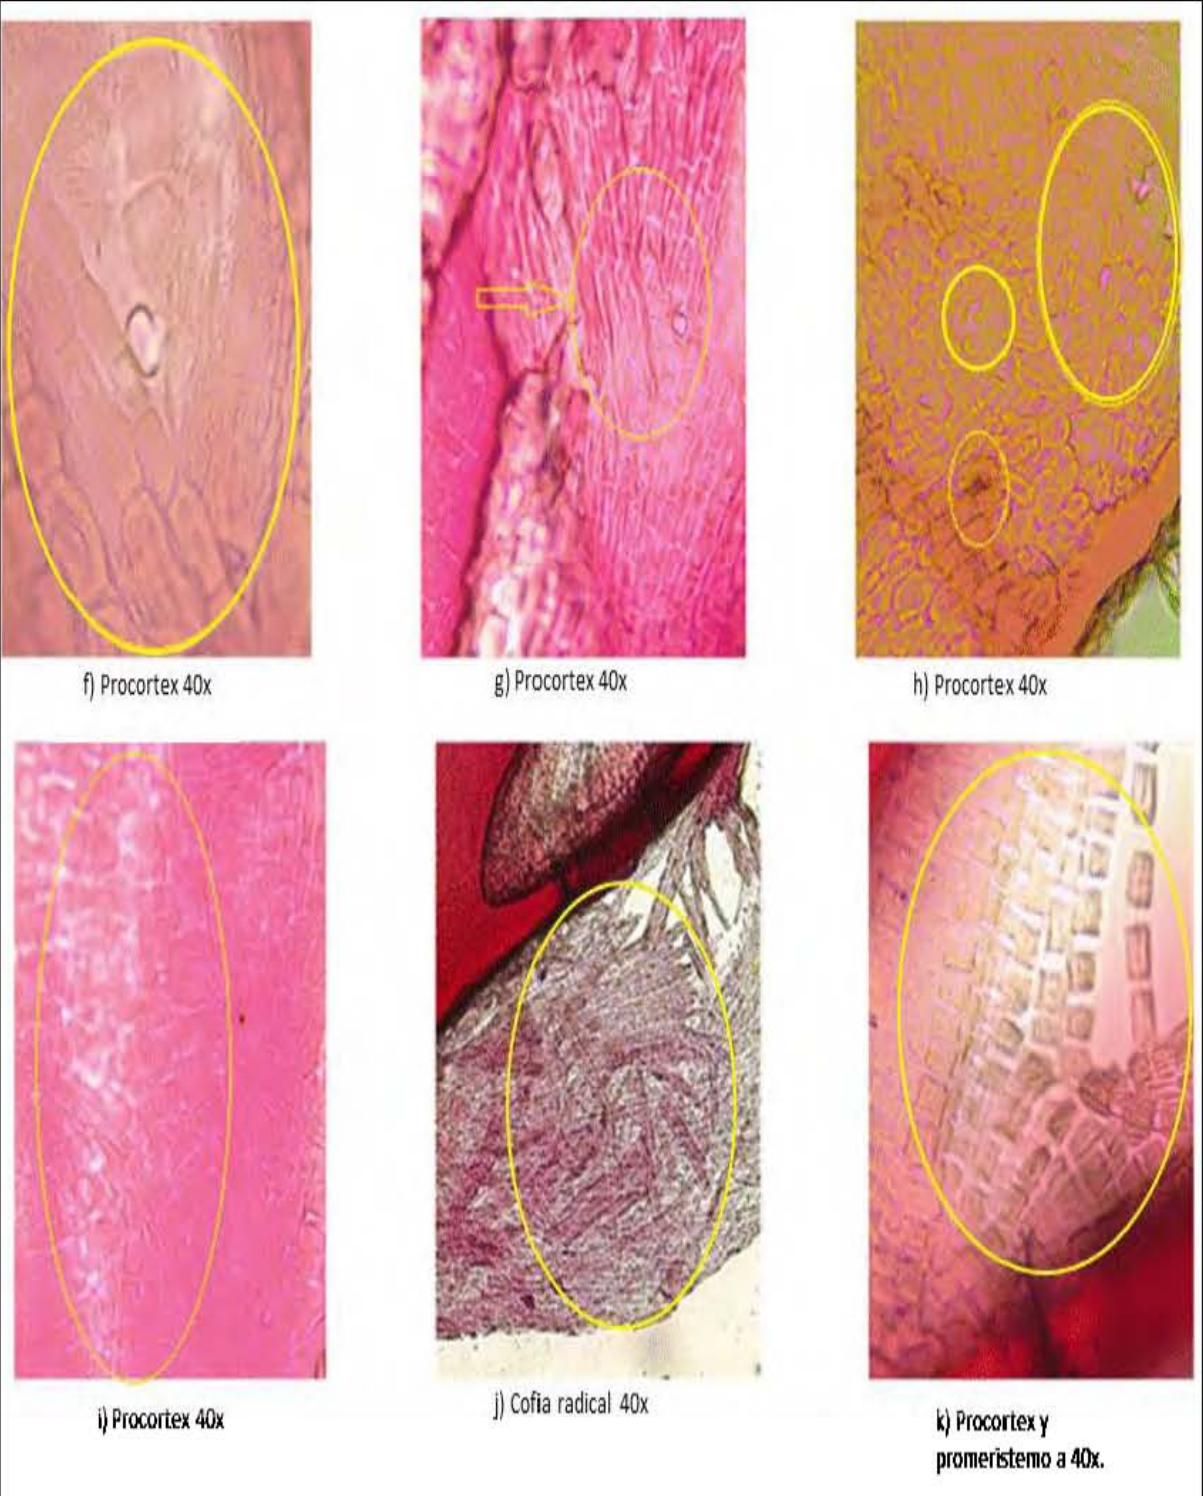 f) Procortex 40x
g) Procortex 40x
h) Procortex 40x
i) Procortex 40x
j) Cofia radical 40x
k) Procortex y
promeristemo a 40x.